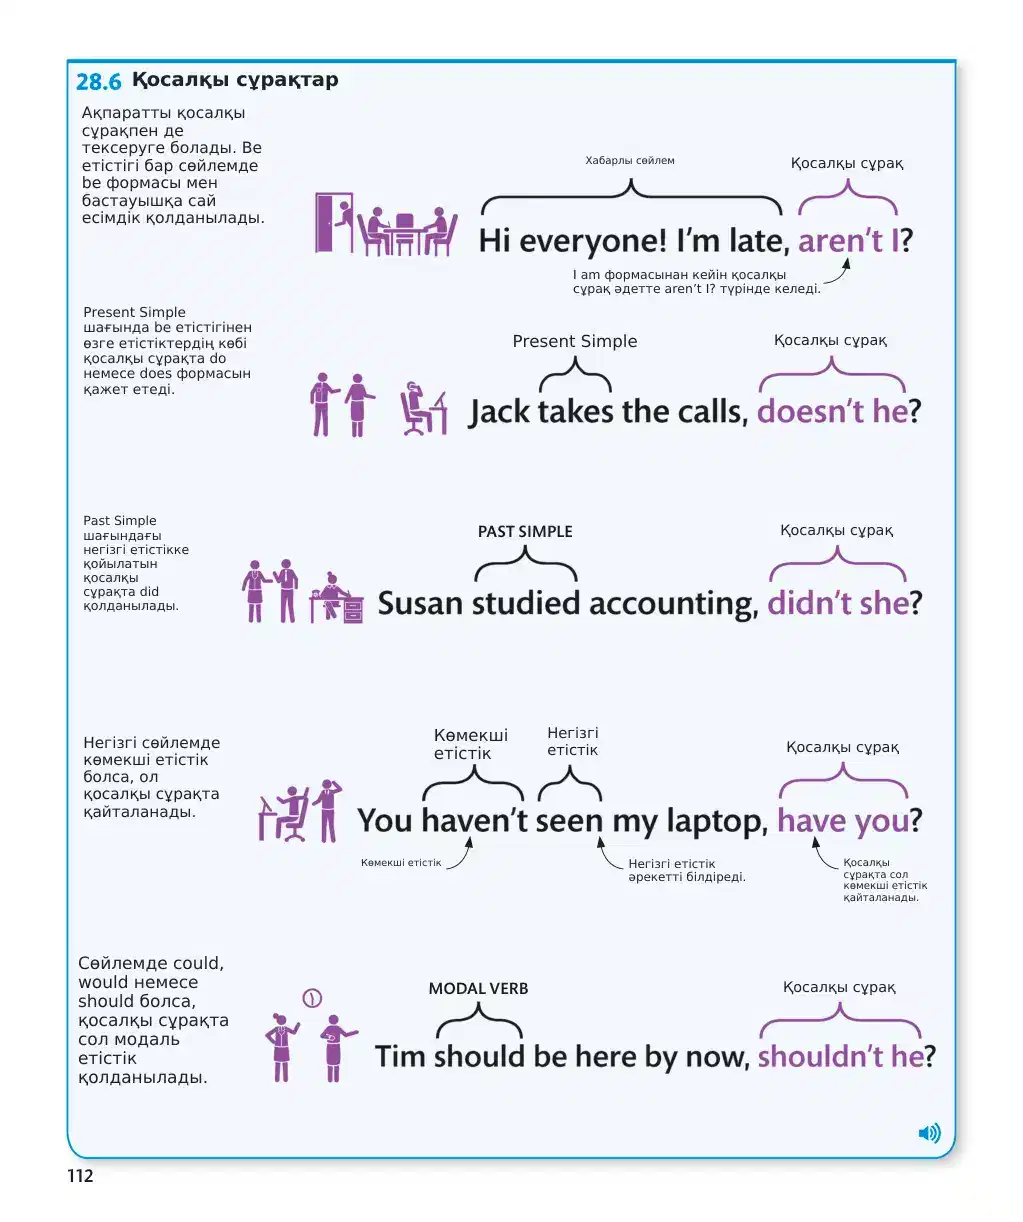 28.6 Қосалқы сұрақтар
Ақпаратты қосалқы
сұрақпен де
тексеруге болады. Be
етістігі бар сөйлемде
be формасы мен
бастауышқа сай
есімдік қолданылады.
Хабарлы сөйлем
Қосалқы сұрақ
Hi everyone! I'm late, aren't I?
I am формасынан кейін қосалқы
сұрақ әдетте aren't I? түрінде келеді.
Present Simple
шағында be етістігінен
өзге етістіктердің көбі
қосалқы сұрақта do
немесе does формасын
қажет етеді.
Present Simple
Қосалқы сұрақ
Jack takes the calls, doesn't he?
Past Simple
шағындағы
негізгі етістікке
қойылатын
қосалқы
сұрақта did
қолданылады.
PAST SIMPLE
Қосалқы сұрақ
Susan studied accounting, didn't she?
Негізгі сөйлемде
көмекші етістік
болса, ол
қосалқы сұрақта
қайталанады.
Көмекші
етістік
Негізгі
етістік
Қосалқы сұрақ
You haven't seen my laptop, have you?
Көмекші етістік
Негізгі етістік
әрекетті білдіреді.
Қосалқы
сұрақта сол
көмекші етістік
қайталанады.
Сөйлемде could,
would немесе
should болса,
қосалқы сұрақта
сол модаль
етістік
қолданылады.
MODAL VERB
Қосалқы сұрақ
Tim should be here by now, shouldn't he?
112